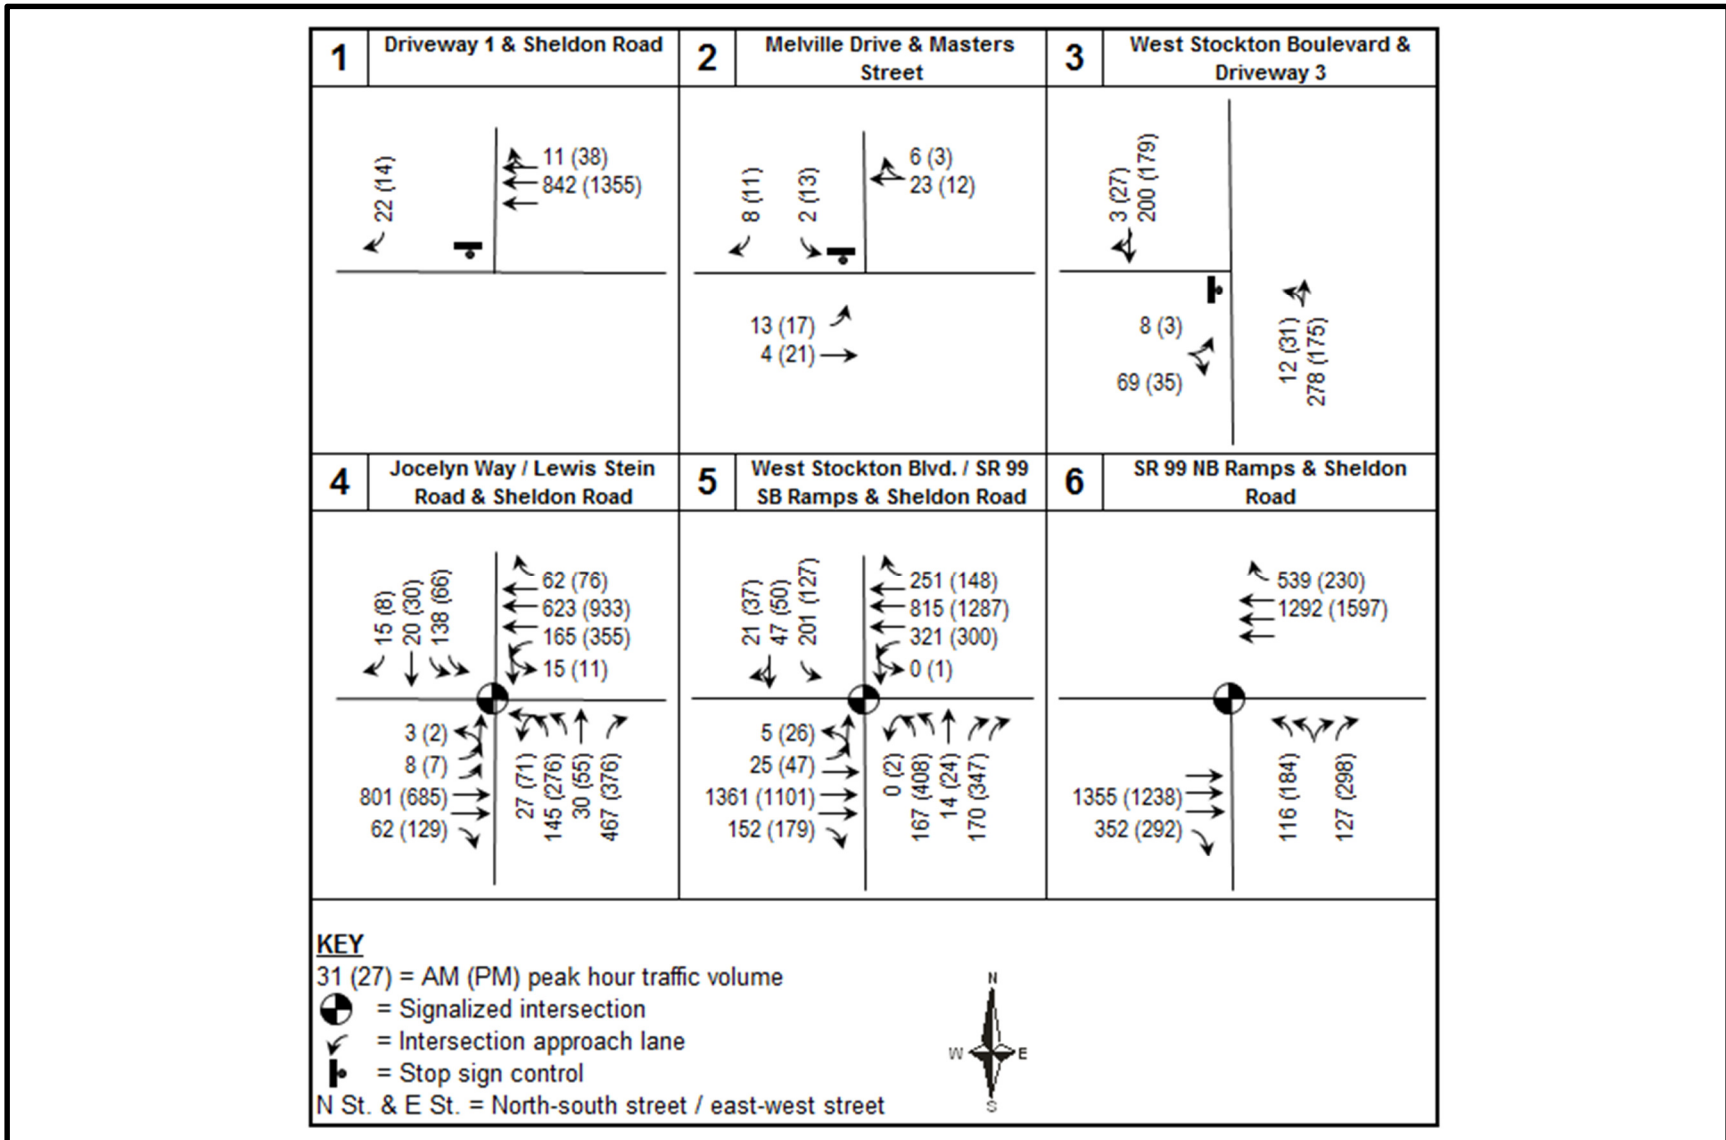 1
Driveway 1 & Sheldon Road
22 (14)
11 (38)
842 (1355)
2
Melville Drive & Masters
Street
8 (11)
2 (13)
6 (3)
23 (12)
13 (17)
4 (21)
3
West Stockton Boulevard &
Driveway 3
3 (27)
200 (179)
8 (3)
69 (35)
12 (31)
278 (175)
4
Jocelyn Way / Lewis Stein
Road & Sheldon Road
15 (8)
20 (30)
138 (66)
62 (76)
623 (933)
165 (355)
15 (11)
3 (2)
8 (7)
801 (685)
62 (129)
27 (71)
145 (276)
30 (55)
467 (376)
5
West Stockton Blvd. / SR 99
SB Ramps & Sheldon Road
21 (37)
47 (50)
201 (127)
251 (148)
815 (1287)
321 (300)
0 (1)
5 (26)
25 (47)
1361 (1101)
152 (179)
0 (2)
167 (408)
14 (24)
170 (347)
6
SR 99 NB Ramps & Sheldon
Road
539 (230)
1292 (1597)
1355 (1238)
352 (292)
116 (184)
127 (298)
KEY
31 (27) = AM (PM) peak hour traffic volume
= Signalized intersection
= Intersection approach lane
= Stop sign control
N St. & E St. = North-south street / east-west street
N
W
E
S